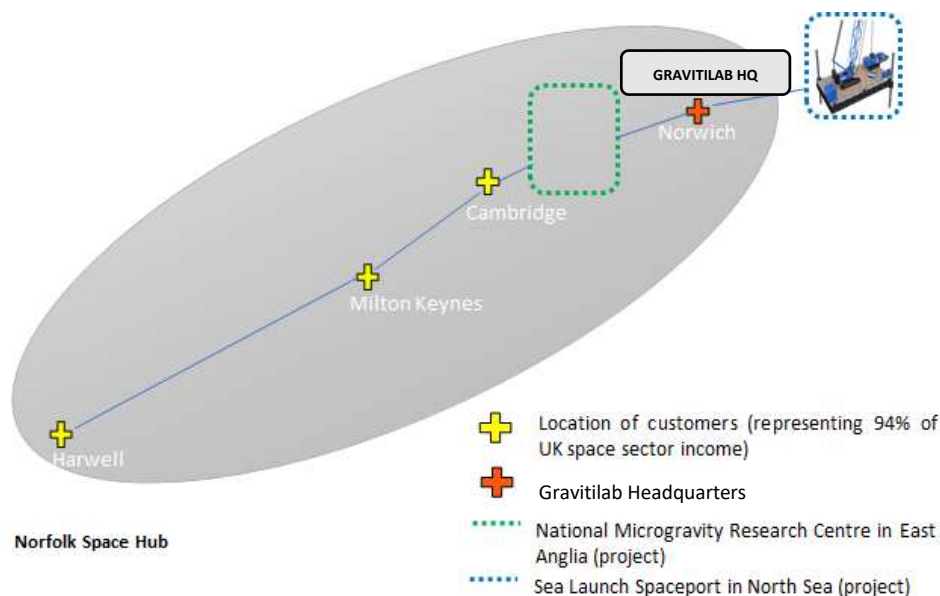 GRAVITILAB HQ
Norwich
Cambridge
Milton Keynes
Harwell
Location of customers (representing 94% of
UK space sector income)
Gravitilab Headquarters
National Microgravity Research Centre in East
Anglia (project)
Sea Launch Spaceport in North Sea (project)
Norfolk Space Hub